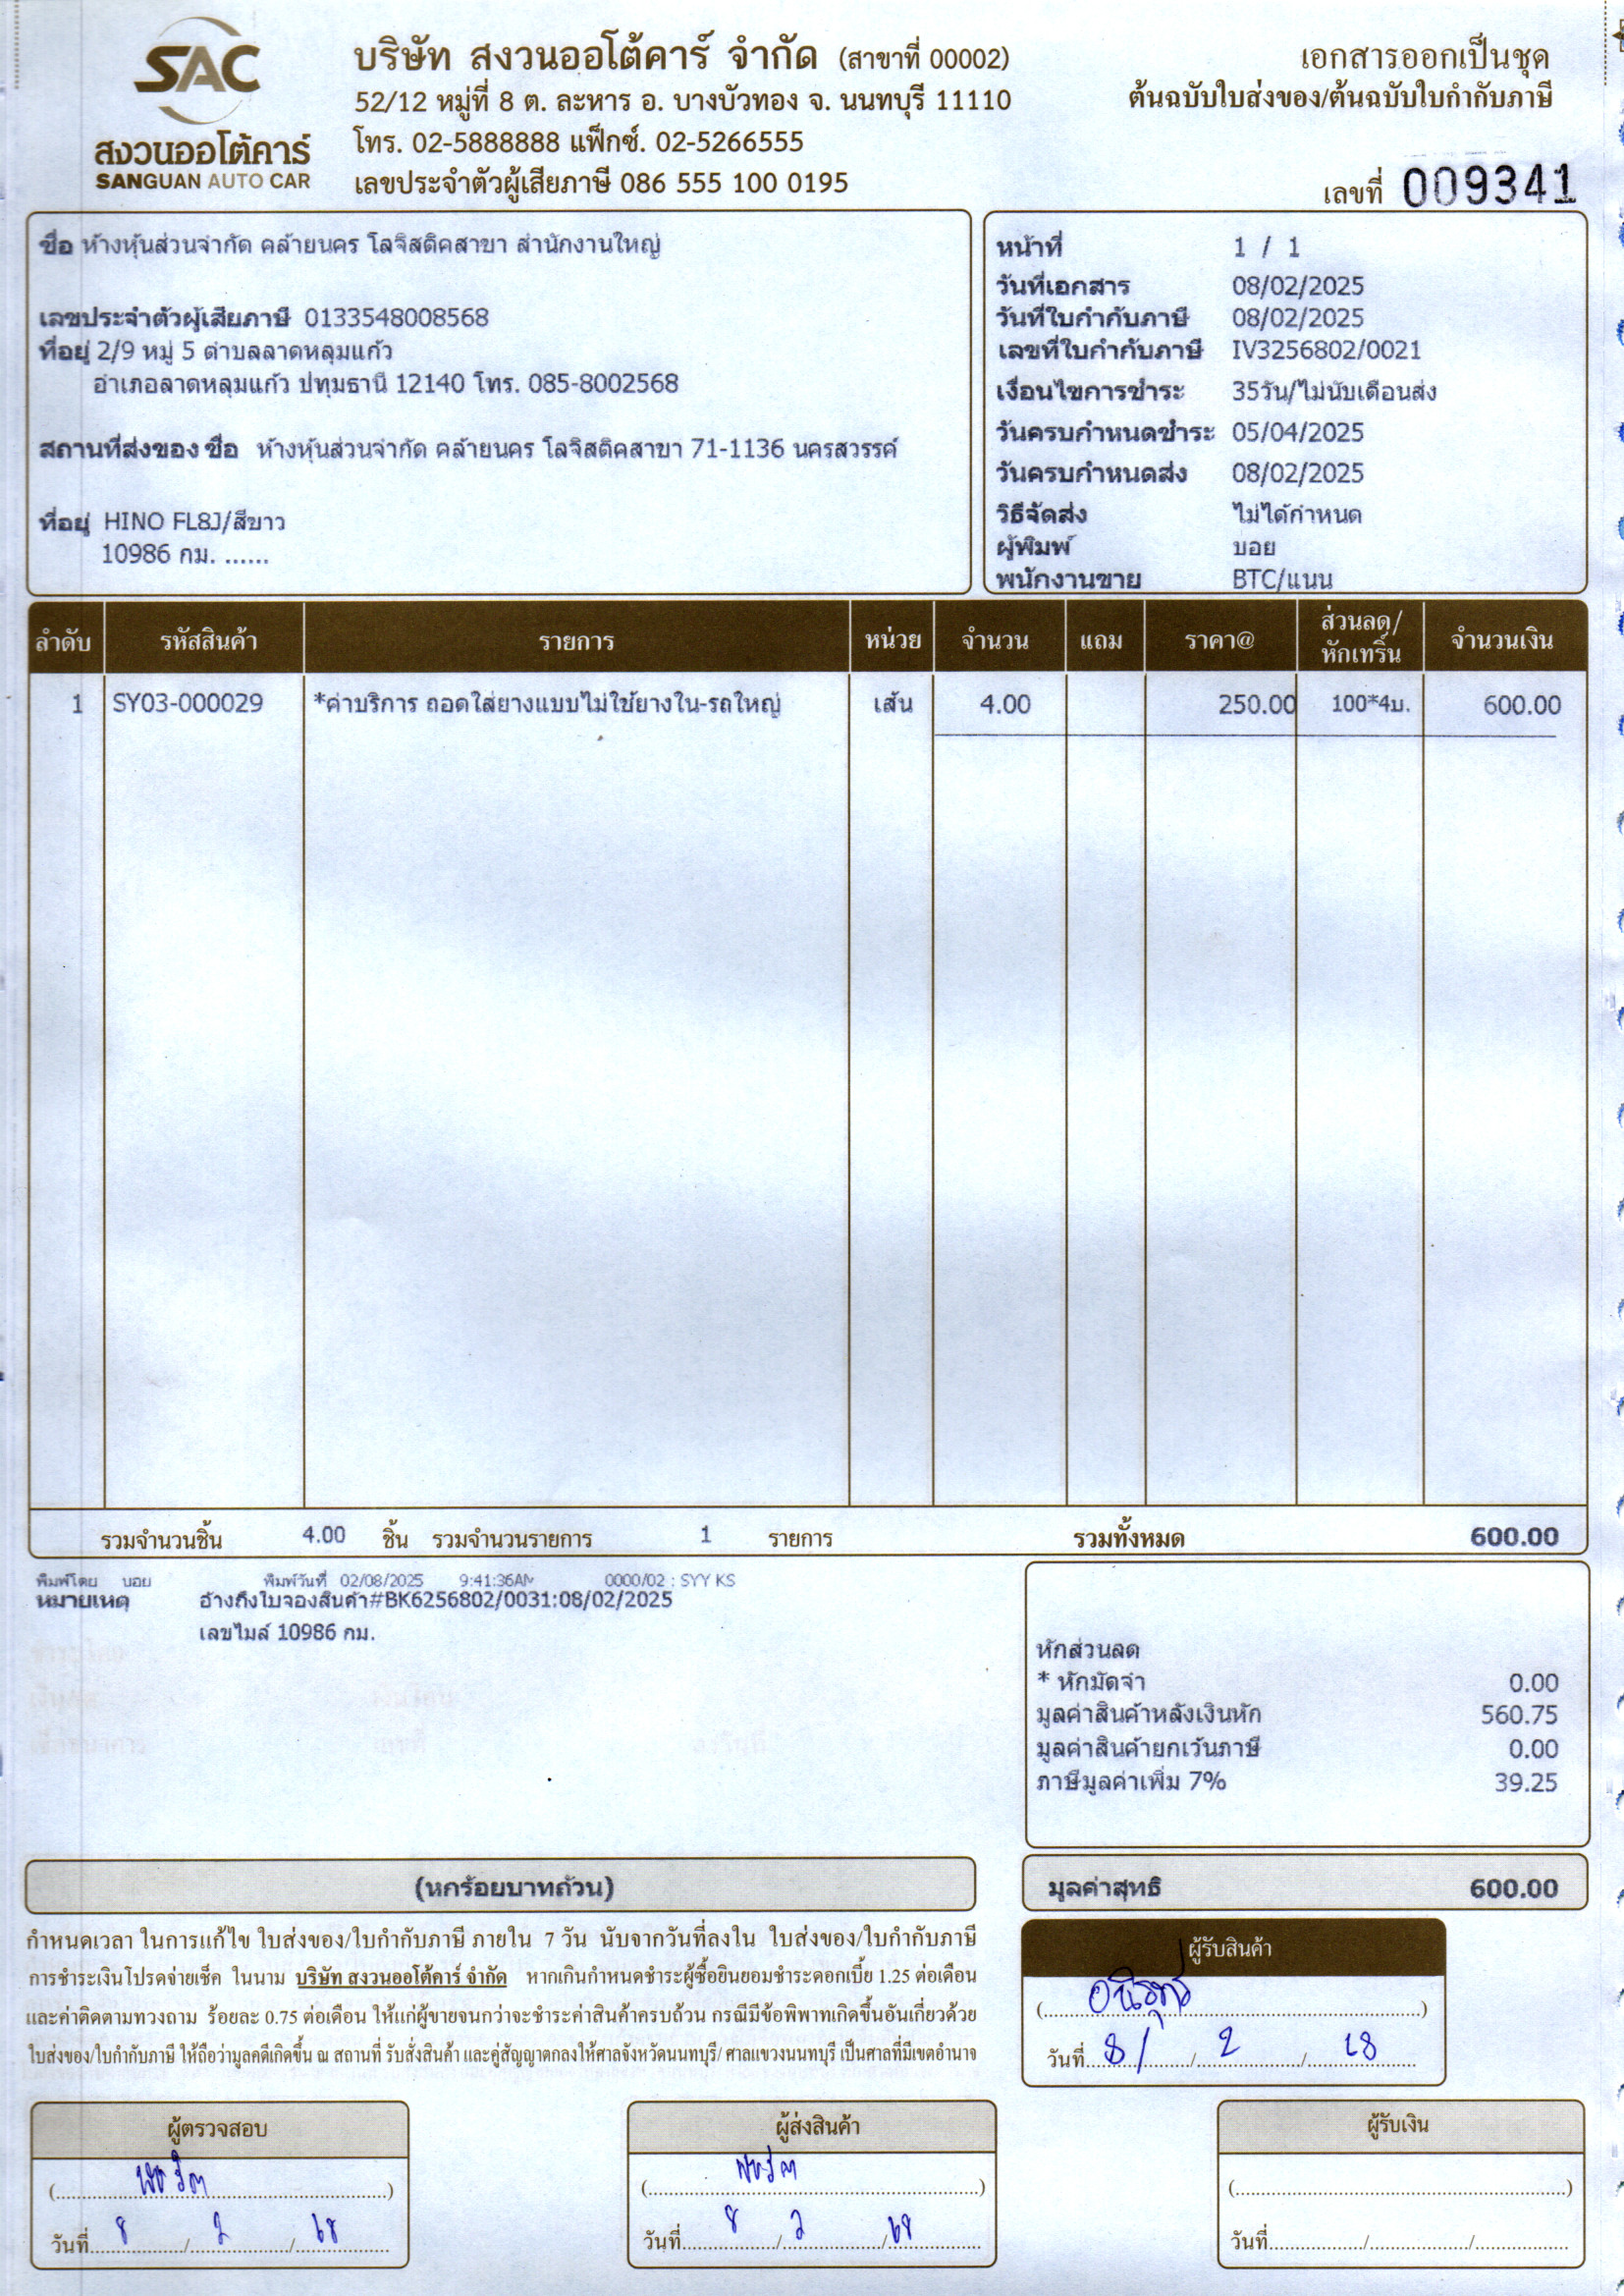 SAC
สงวนออโต้คาร์
SANGUAN AUTO CAR
บริษัท สงวนออโต้คาร์ จำกัด (สาขาที่ 00002)
52/12 หมู่ที่ 8 ต. ละหาร อ. บางบัวทอง จ. นนทบุรี 11110
โทร. 02-5888888 แฟ็กซ์. 02-5266555
เลขประจำตัวผู้เสียภาษี 086 555 100 0195
เอกสารออกเป็นชุด
ต้นฉบับใบส่งของ/ต้นฉบับใบกำกับภาษี
เลขที่ 009341
ชื่อ ห้างหุ้นส่วนจำกัด คล้ายนคร โลจิสติคสาขา สำนักงานใหญ่
เลขประจำตัวผู้เสียภาษี 0133548008568
ที่อยู่ 2/9 หมู่ 5 ตำบลลาดหลุมแก้ว
อำเภอลาดหลุมแก้ว ปทุมธานี 12140 โทร. 085-8002568
สถานที่ส่งของ ชื่อ ห้างหุ้นส่วนจำกัด คล้ายนคร โลจิสติคสาขา 71-1136 นครสวรรค์
ที่อยู่ HINO FL8J/สีขาว
10986 กม. ......
หน้าที่ 1 / 1
วันที่เอกสาร 08/02/2025
วันที่ใบกำกับภาษี 08/02/2025
เลขที่ใบกำกับภาษี IV3256802/0021
เงื่อนไขการชำระ 35วัน/ไม่นับเดือนส่ง
วันครบกำหนดชำระ 05/04/2025
วันครบกำหนดส่ง 08/02/2025
วิธีจัดส่ง ไม่ได้กำหนด
ผู้พิมพ์ บอย
พนักงานขาย BTC/แนน
ลำดับ รหัสสินค้า รายการ หน่วย จำนวน แถม ราคา@ ส่วนลด/หักเทริ์น จำนวนเงิน
1 SY03-000029 *ค่าบริการ ถอดใส่ยางแบบไม่ใช้ยางใน-รถใหญ่ เส้น 4.00 250.00 100*4บ. 600.00
รวมจำนวนชิ้น 4.00 ชิ้น รวมจำนวนรายการ 1 รายการ รวมทั้งหมด 600.00
พิมพ์โดย บอย พิมพ์วันที่ 02/08/2025 9:41:36AM 0000/02 : SYY KS
หมายเหตุ อ้างถึงใบจองสินค้า#BK6256802/0031:08/02/2025
เลขไมล์ 10986 กม.
หักส่วนลด
* หักมัดจำ 0.00
มูลค่าสินค้าหลังเงินหัก 560.75
มูลค่าสินค้ายกเว้นภาษี 0.00
ภาษีมูลค่าเพิ่ม 7% 39.25
(หกร้อยบาทถ้วน)
มูลค่าสุทธิ 600.00
กำหนดเวลา ในการแก้ไข ใบส่งของ/ใบกำกับภาษี ภายใน 7 วัน นับจากวันที่ลงใน ใบส่งของ/ใบกำกับภาษี
การชำระเงินโปรดจ่ายเช็ค ในนาม บริษัท สงวนออโต้คาร์ จำกัด หากเกินกำหนดชำระผู้ซื้อยินยอมชำระดอกเบี้ย 1.25 ต่อเดือน
และค่าติดตามทวงถาม ร้อยละ 0.75 ต่อเดือน ให้แก่ผู้ขายจนกว่าจะชำระค่าสินค้าครบถ้วน กรณีมีข้อพิพาทเกิดขึ้นอันเกี่ยวด้วย
ใบส่งของ/ใบกำกับภาษี ให้ถือว่ามูลคดีเกิดขึ้น ณ สถานที่ รับสั่งสินค้า และคู่สัญญาตกลงให้ศาลจังหวัดนนทบุรี/ ศาลแขวงนนทบุรี เป็นศาลที่มีเขตอำนาจ
ผู้รับสินค้า
วันที่ 8 / 2 / 68
ผู้ตรวจสอบ
วันที่ 8 / 2 / 68
ผู้ส่งสินค้า
วันที่ 8 / 2 / 68
ผู้รับเงิน
วันที่ / /